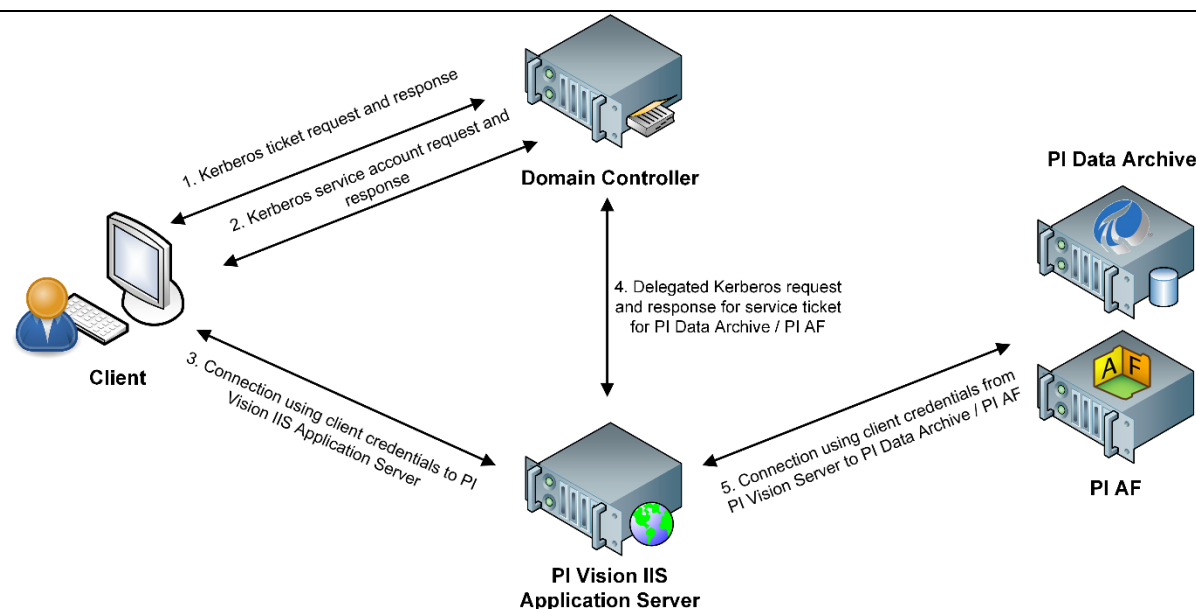 1. Kerberos ticket request and response
2. Kerberos service account request and
response
Domain Controller
PI Data Archive
4. Delegated Kerberos request
and response for service ticket
for PI Data Archive / PI AF
Client
3. Connection using client credentials to PI
Vision IIS Application Server
A F
5. Connection using client credentials from
PI Vision Server to PI Data Archive / PI AF
PI AF
PI Vision IIS
Application Server